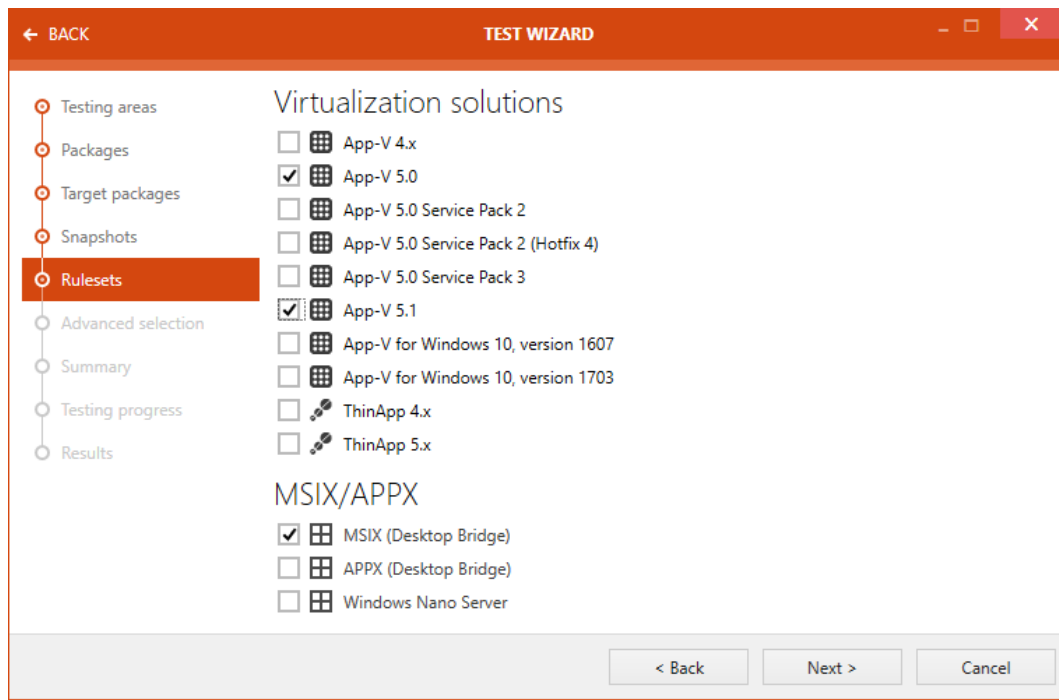 BACK
TEST WIZARD
Testing areas
Packages
Target packages
Snapshots
Rulesets
Advanced selection
Summary
Testing progress
Results
Virtualization solutions
App-V 4.x
App-V 5.0
App-V 5.0 Service Pack 2
App-V 5.0 Service Pack 2 (Hotfix 4)
App-V 5.0 Service Pack 3
App-V 5.1
App-V for Windows 10, version 1607
App-V for Windows 10, version 1703
ThinApp 4.x
ThinApp 5.x
MSIX/APPX
MSIX (Desktop Bridge)
APPX (Desktop Bridge)
Windows Nano Server
< Back
Next >
Cancel